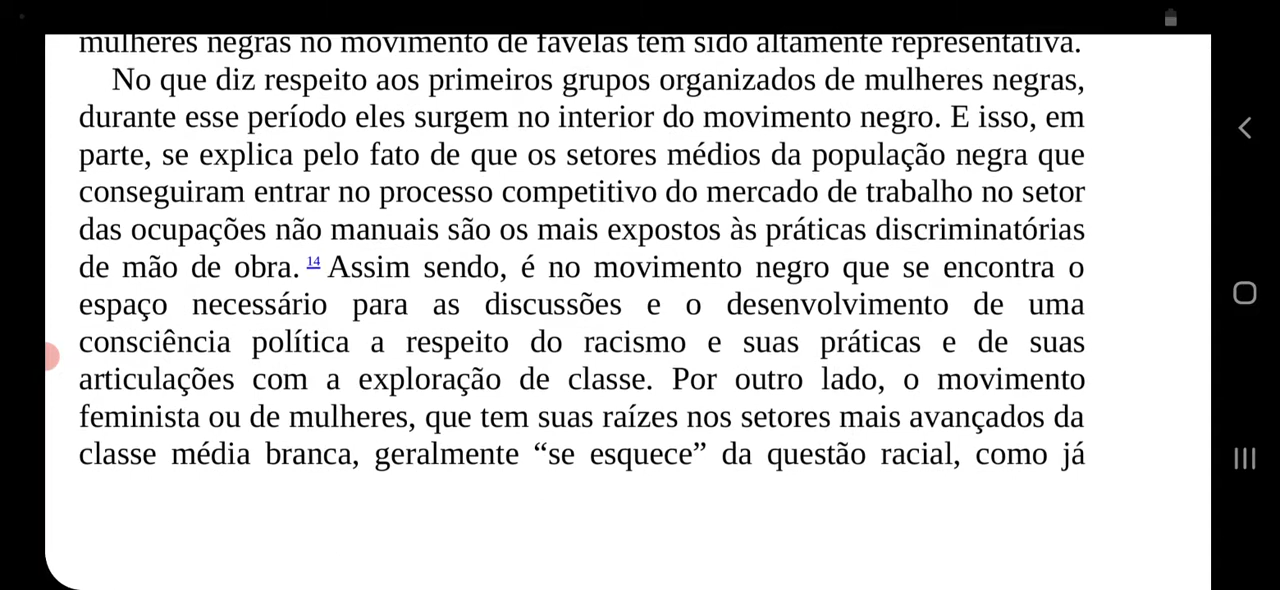 mulheres negras no movimento de favelas tem sido altamente representativa.
No que diz respeito aos primeiros grupos organizados de mulheres negras,
durante esse período eles surgem no interior do movimento negro. E isso, em
parte, se explica pelo fato de que os setores médios da população negra que
conseguiram entrar no processo competitivo do mercado de trabalho no setor
das ocupações não manuais são os mais expostos às práticas discriminatórias
de mão de obra. 14 Assim sendo, é no movimento negro que se encontra o
espaço necessário para as discussões e o desenvolvimento de uma
consciência política a respeito do racismo e suas práticas e de suas
articulações com a exploração de classe. Por outro lado, o movimento
feminista ou de mulheres, que tem suas raízes nos setores mais avançados da
classe média branca, geralmente “se esquece” da questão racial, como já